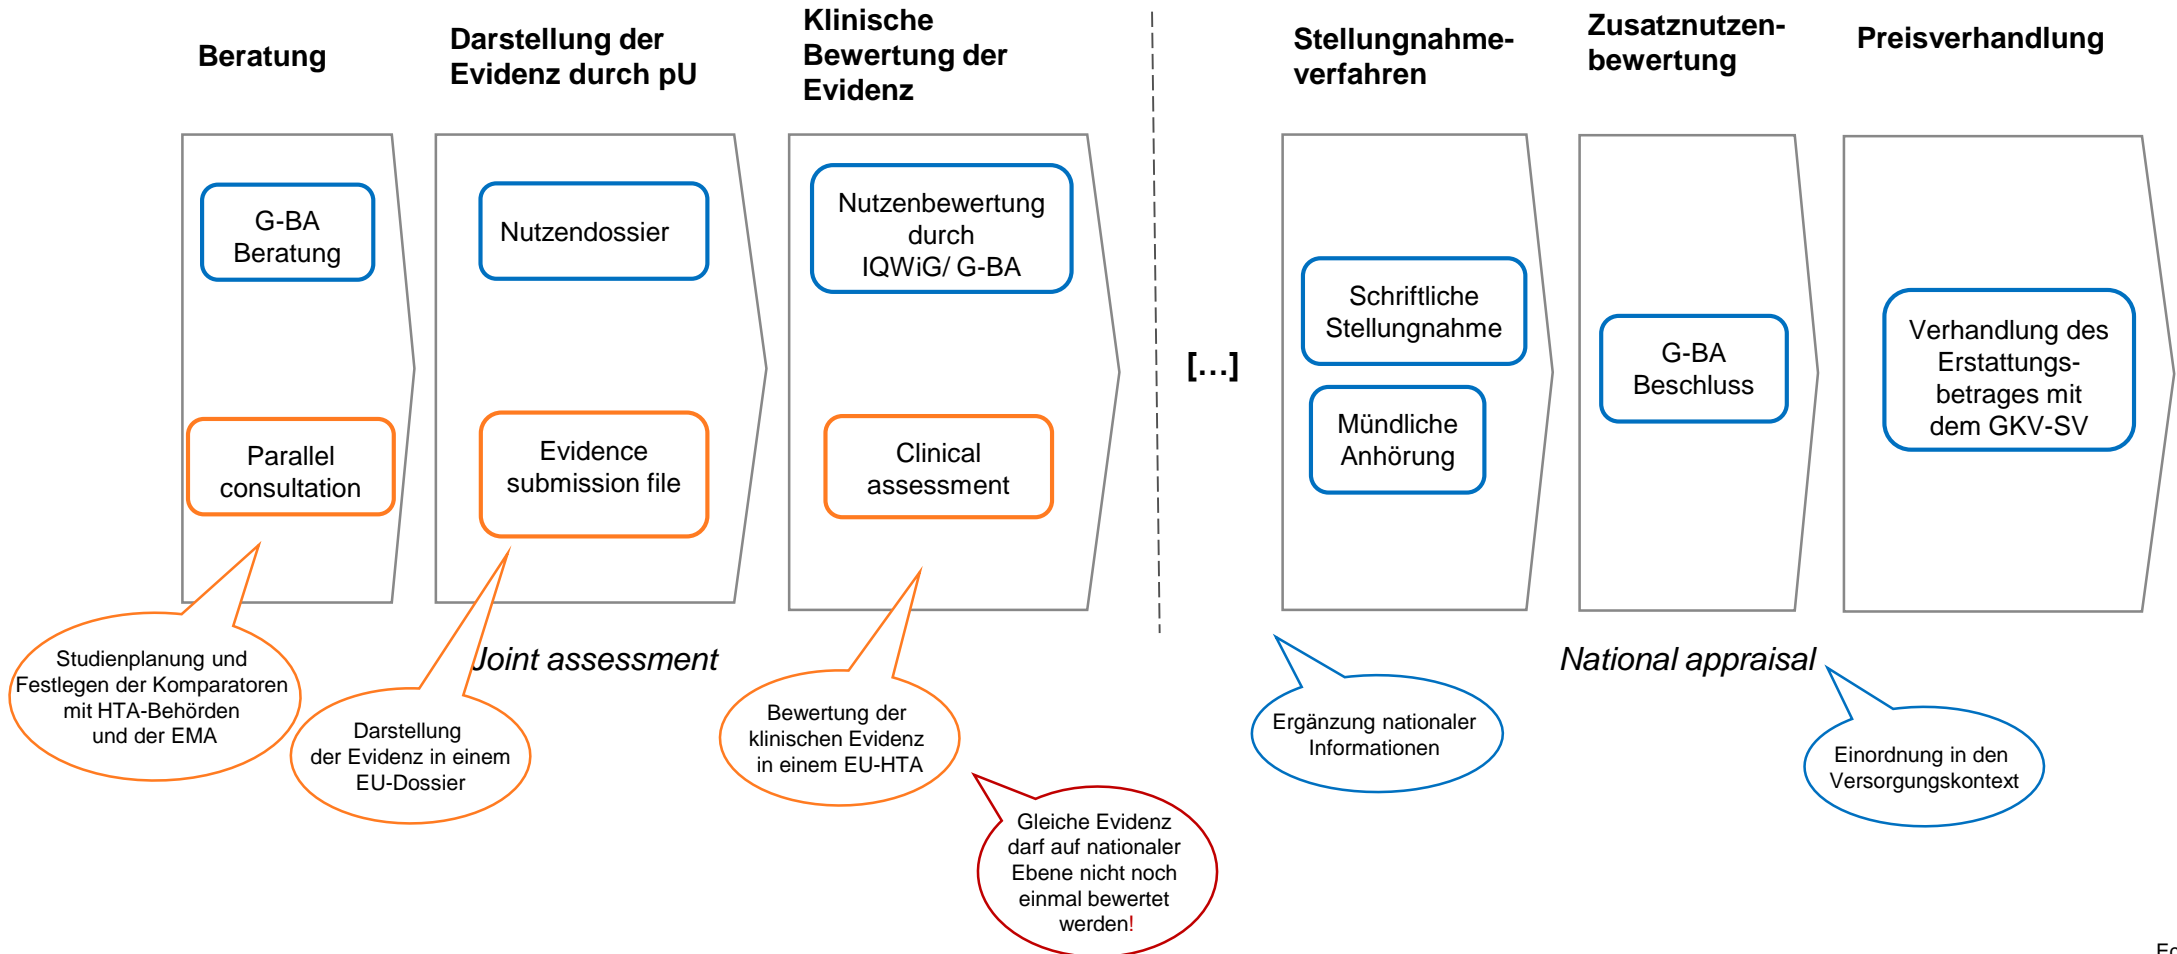 Beratung
Darstellung der
Evidenz durch pU
Klinische
Bewertung der
Evidenz
Stellungnahme-
verfahren
Zusatznutzen-
bewertung
Preisverhandlung
G-BA
Beratung
Nutzendossier
Nutzenbewertung
durch
IQWiG/ G-BA
Schriftliche
Stellungnahme
Mündliche
Anhörung
G-BA
Beschluss
Verhandlung des
Erstattungs-
betrages mit
dem GKV-SV
[…]
Parallel
consultation
Evidence
submission file
Clinical
assessment
Joint assessment
National appraisal
Studienplanung und
Festlegen der Komparatoren
mit HTA-Behörden
und der EMA
Darstellung
der Evidenz in einem
EU-Dossier
Bewertung der
klinischen Evidenz
in einem EU-HTA
Gleiche Evidenz
darf auf nationaler
Ebene nicht noch
einmal bewertet
werden!
Ergänzung nationaler
Informationen
Einordnung in den
Versorgungskontext